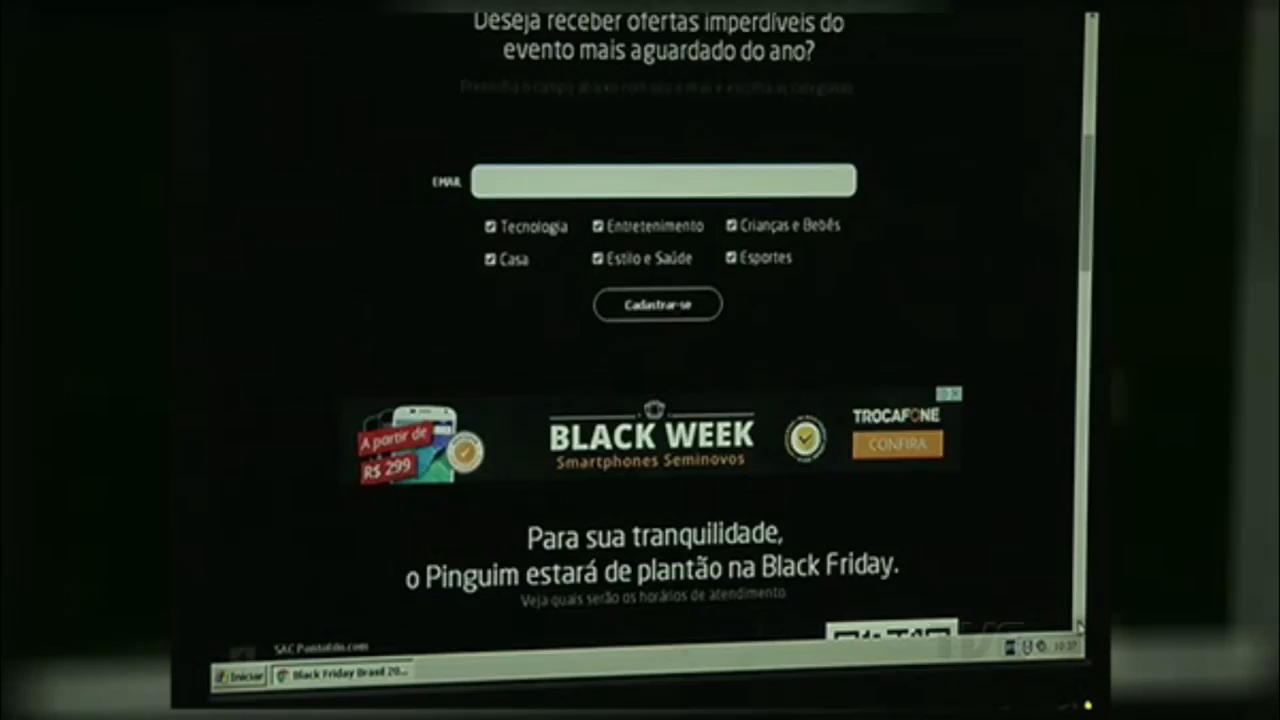 Deseja receber ofertas imperdíveis do
evento mais aguardado do ano?
EMAIL
Tecnologia
Entretenimento
Crianças e Bebês
Casa
Estilo e Saúde
Esportes
Cadastrar-se
A partir de
R$ 299
BLACK WEEK
Smartphones Seminovos
TROCAFONE
CONFIRA
Para sua tranquilidade,
o Pinguim estará de plantão na Black Friday.
Veja quais serão os horários de atendimento
SAC Pontofrio.com
Iniciar
Black Friday Brasil 20...
10:37